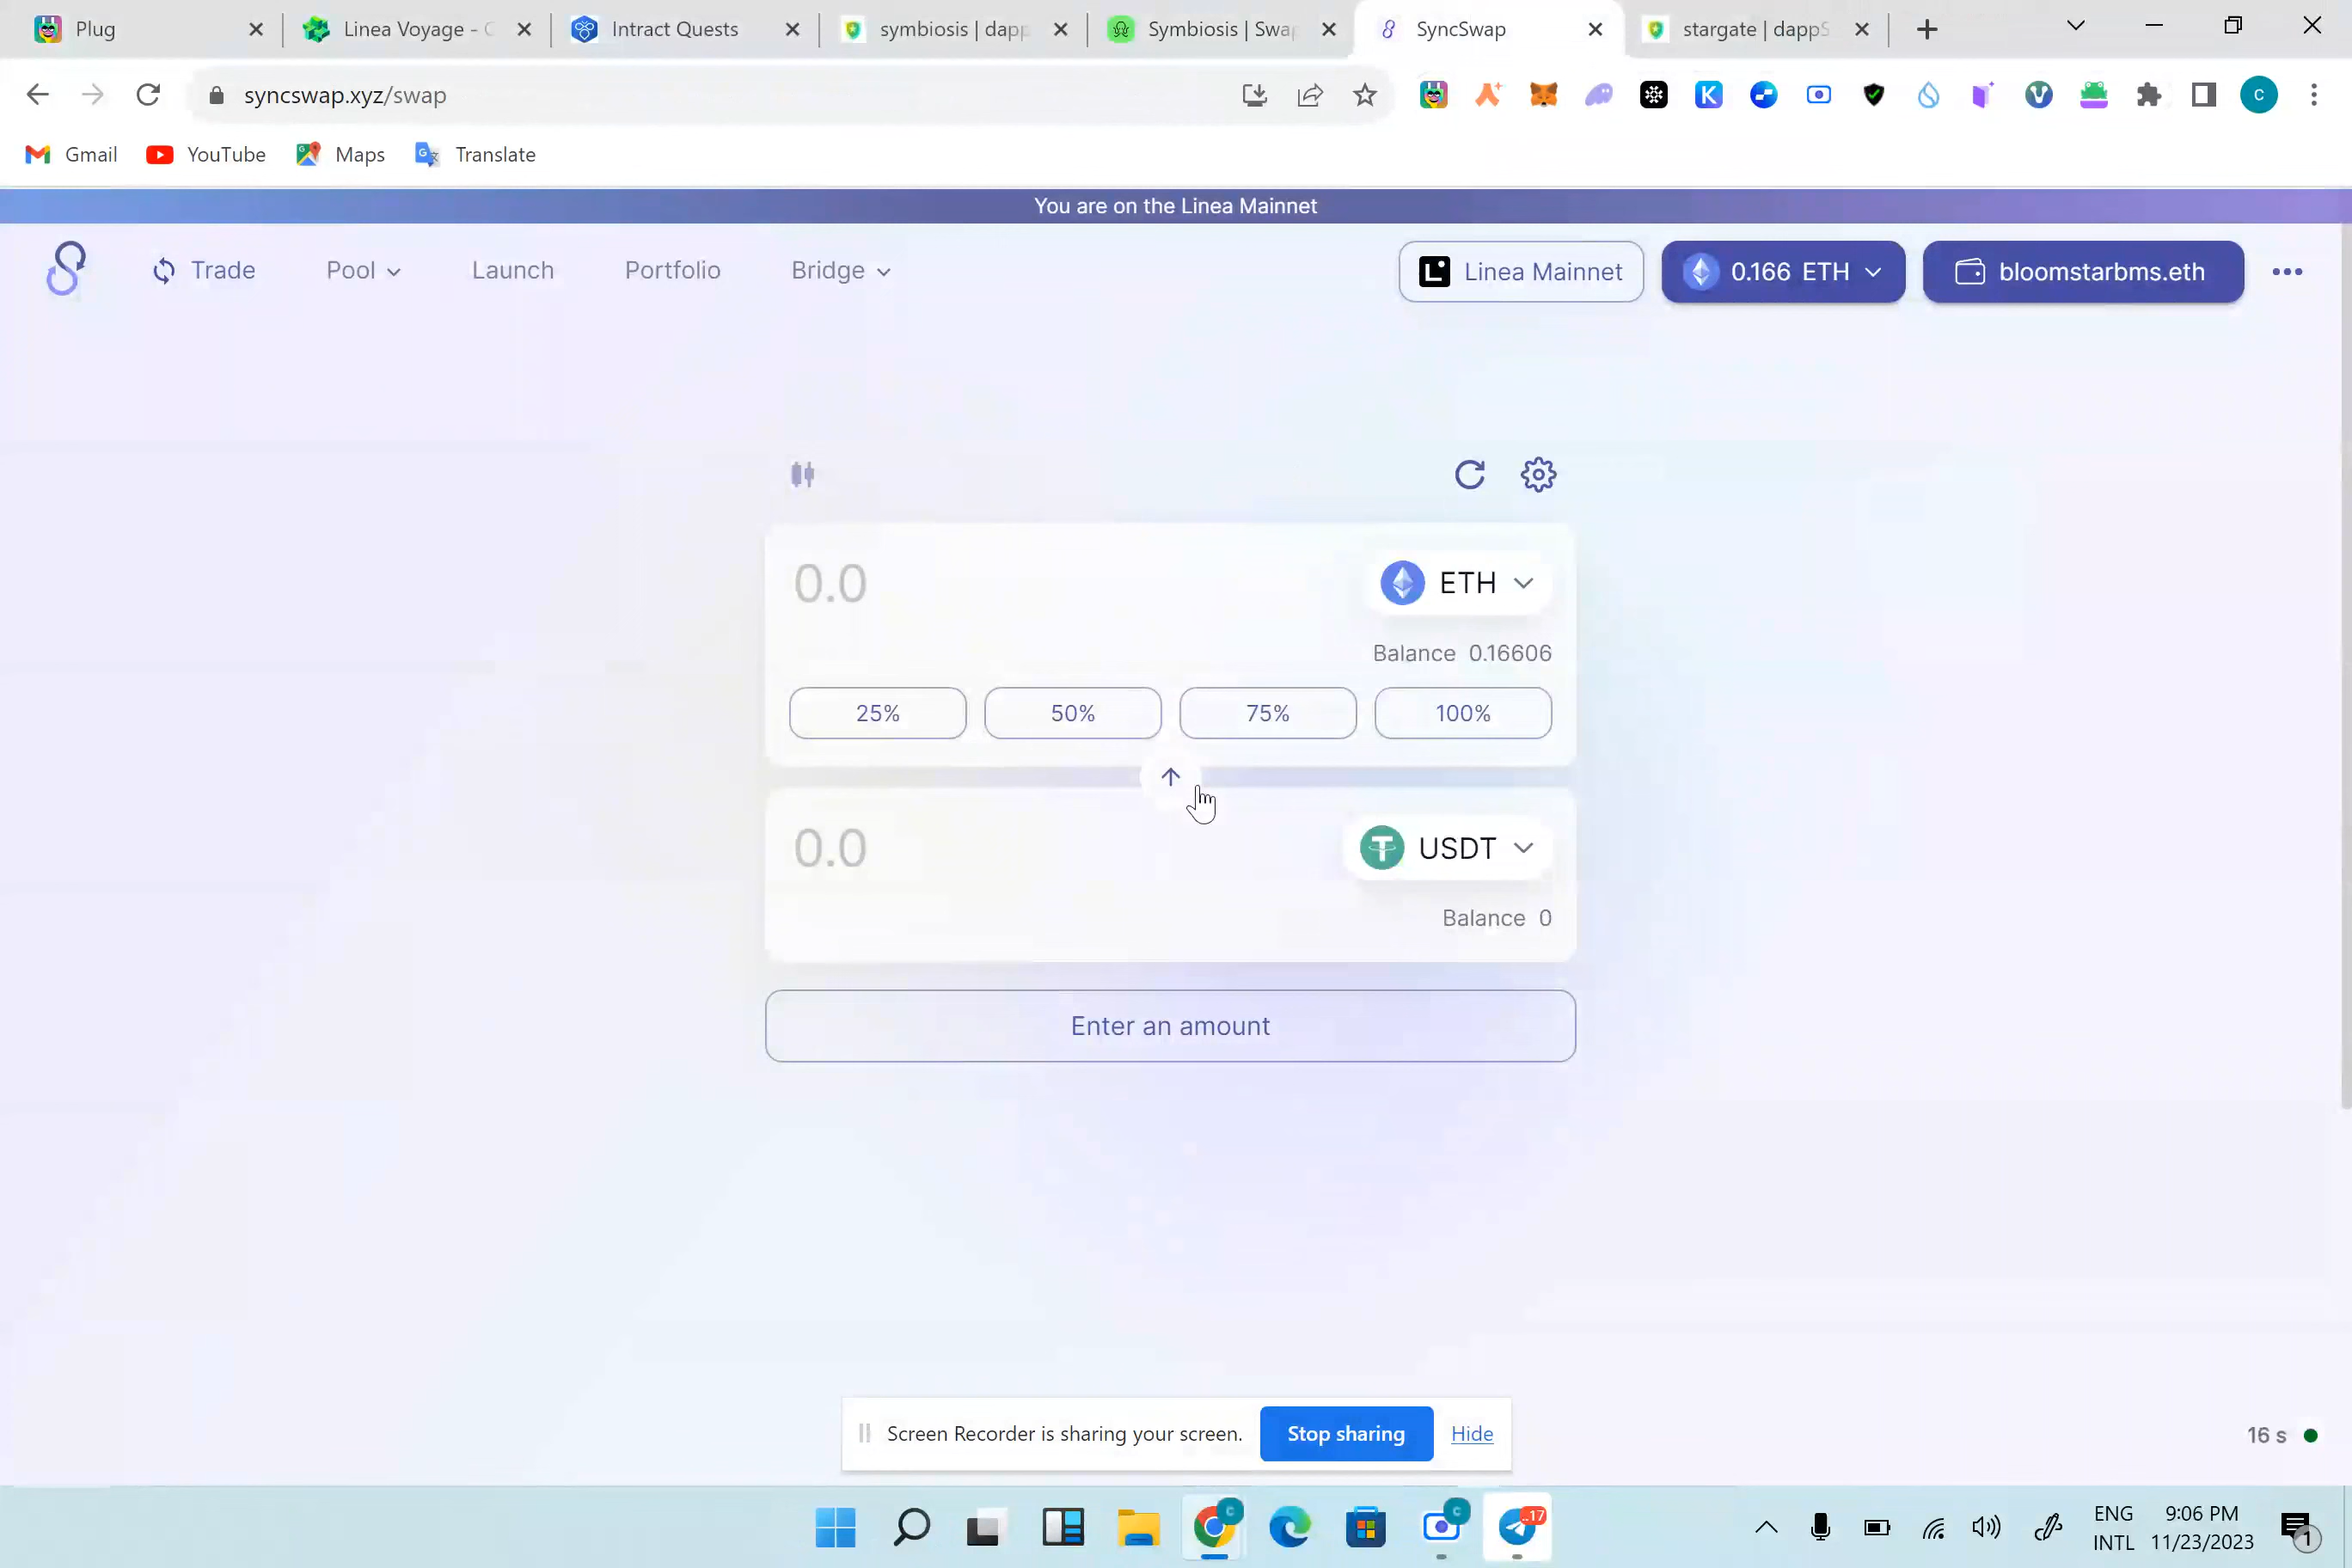 Plug
Linea Voyage - C
Intract Quests
symbiosis | dapp
Symbiosis | Swap
SyncSwap
stargate | dappS
syncswap.xyz/swap
Gmail
YouTube
Maps
Translate
You are on the Linea Mainnet
Trade
Pool
Launch
Portfolio
Bridge
Linea Mainnet
0.166 ETH
bloomstarbms.eth
0.0
ETH
Balance 0.16606
25%
50%
75%
100%
0.0
USDT
Balance 0
Enter an amount
Screen Recorder is sharing your screen.
Stop sharing
Hide
16 s
ENG
INTL
9:06 PM
11/23/2023
..17
1